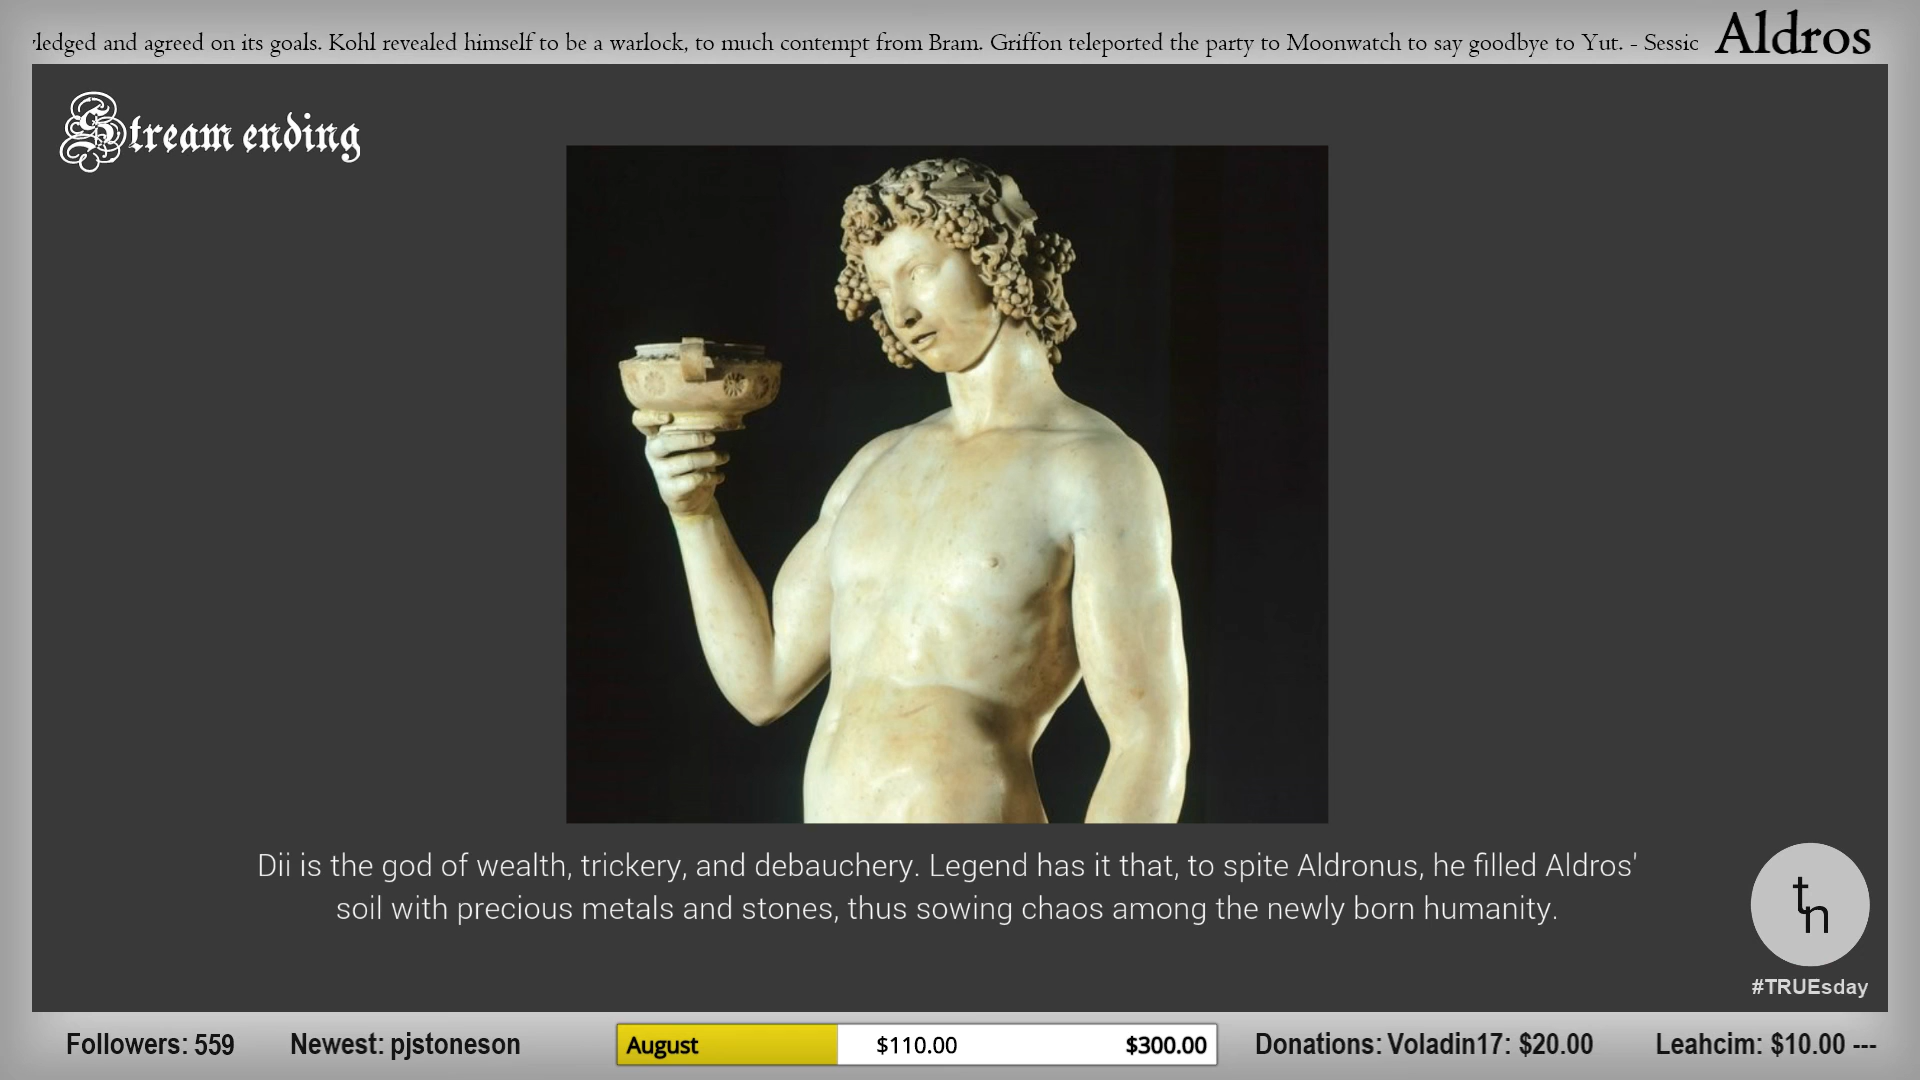 and agreed on its goals. Kohl revealed himself to be a warlock, to much contempt from Bram. Griffon teleported the party to Moonwatch to say goodbye to Yut. -
Aldros
Stream ending
Dii is the god of wealth, trickery, and debauchery. Legend has it that, to spite Aldronus, he filled Aldros'
soil with precious metals and stones, thus sowing chaos among the newly born humanity.
tn
#TRUEsday
Followers: 559 Newest: pjstoneson August $110.00 $300.00 Donations: Voladin17: $20.00 Leahcim: $10.00 ---